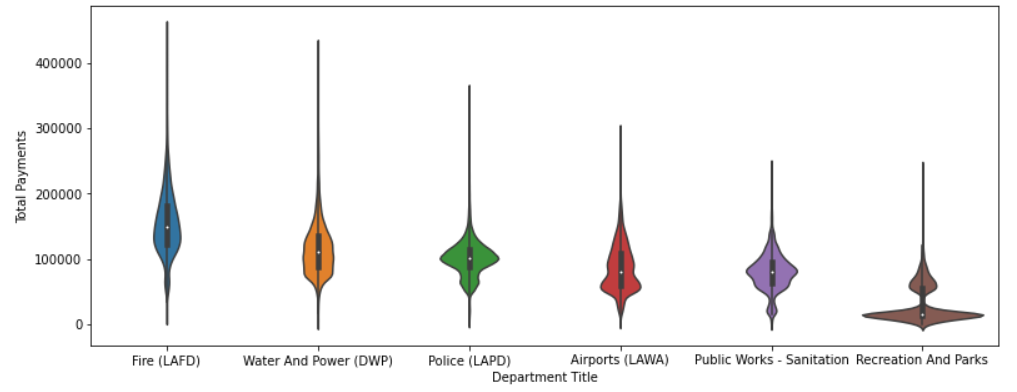 400000
300000
200000
100000
0
Total Payments
Fire (LAFD) Water And Power (DWP) Police (LAPD) Airports (LAWA) Public Works - Sanitation Recreation And Parks
Department Title